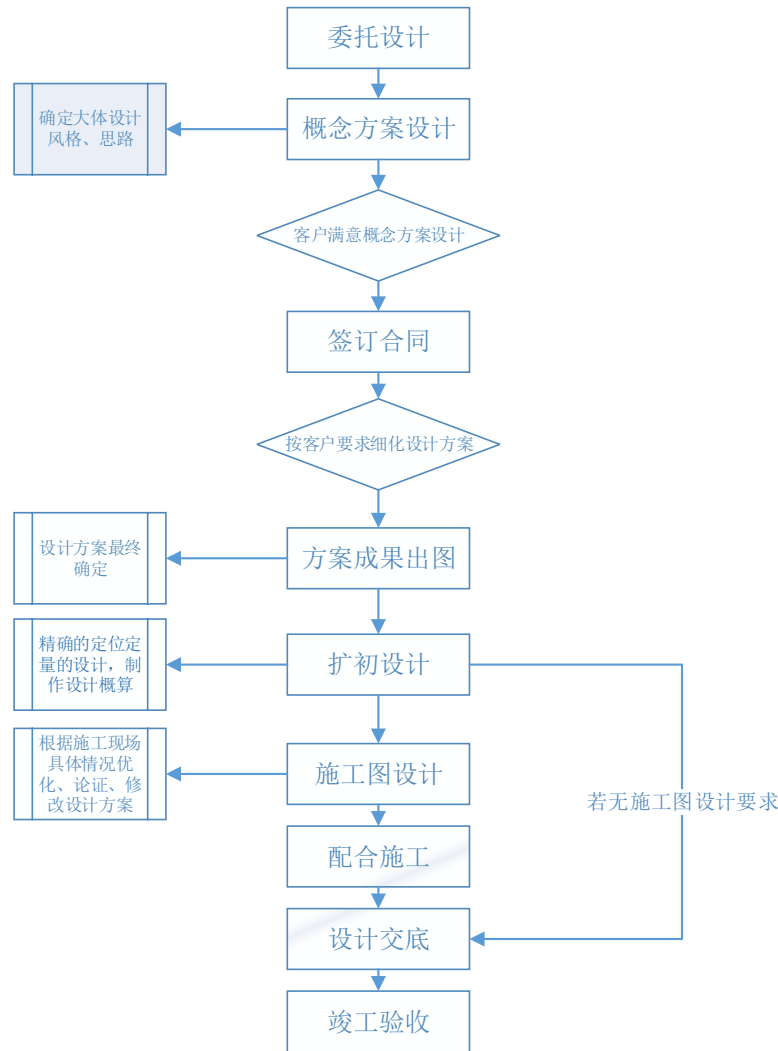 委托设计
确定大体设计
风格、思路
概念方案设计
客户满意概念方案设计
签订合同
按客户要求细化设计方案
设计方案最终
确定
方案成果出图
精确的定位定
量的设计，制
作设计概算
扩初设计
根据施工现场
具体情况优
化、论证、修
改设计方案
施工图设计
若无施工图设计要求
配合施工
设计交底
竣工验收